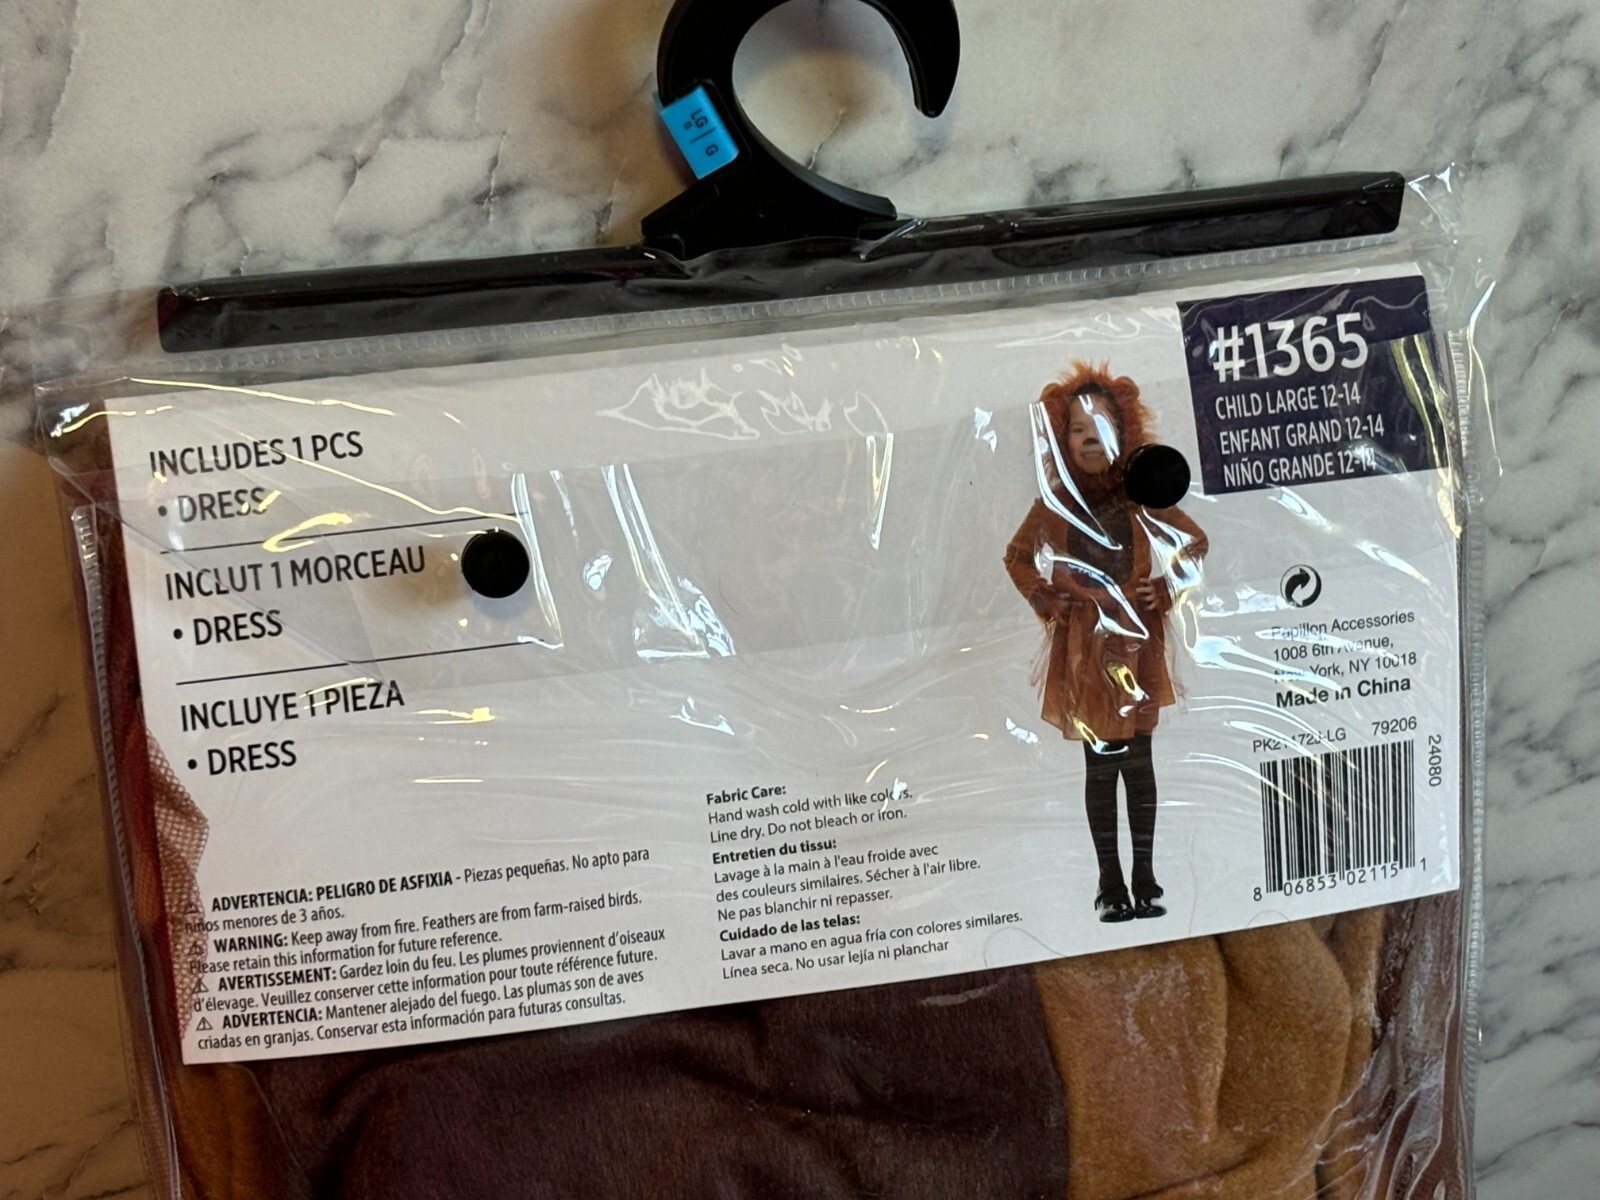 LG | G
G
#1365
CHILD LARGE 12-14
ENFANT GRAND 12-14
NIÑO GRANDE 12-14
INCLUDES 1 PCS
• DRESS
INCLUT 1 MORCEAU
• DRESS
INCLUYE 1 PIEZA
• DRESS
Papillon Accessories
1008 6th Avenue,
New York, NY 10018
Made in China
79206
24080
8 06853 02115 1
Fabric Care:
Hand wash cold with like colors.
Line dry. Do not bleach or iron.
Entretien du tissu:
Lavage à la main à l'eau froide avec
des couleurs similaires. Sécher à l'air libre.
Ne pas blanchir ni repasser.
Cuidado de las telas:
Lavar a mano en agua fría con colores similares.
Línea seca. No usar lejía ni planchar
⚠ ADVERTENCIA: PELIGRO DE ASFIXIA - Piezas pequeñas. No apto para
niños menores de 3 años.
⚠ WARNING: Keep away from fire. Feathers are from farm-raised birds.
Please retain this information for future reference.
⚠ AVERTISSEMENT: Gardez loin du feu. Les plumes proviennent d'oiseaux
d'élevage. Veuillez conserver cette information pour toute référence future.
⚠ ADVERTENCIA: Mantener alejado del fuego. Las plumas son de aves
criadas en granjas. Conservar esta información para futuras consultas.